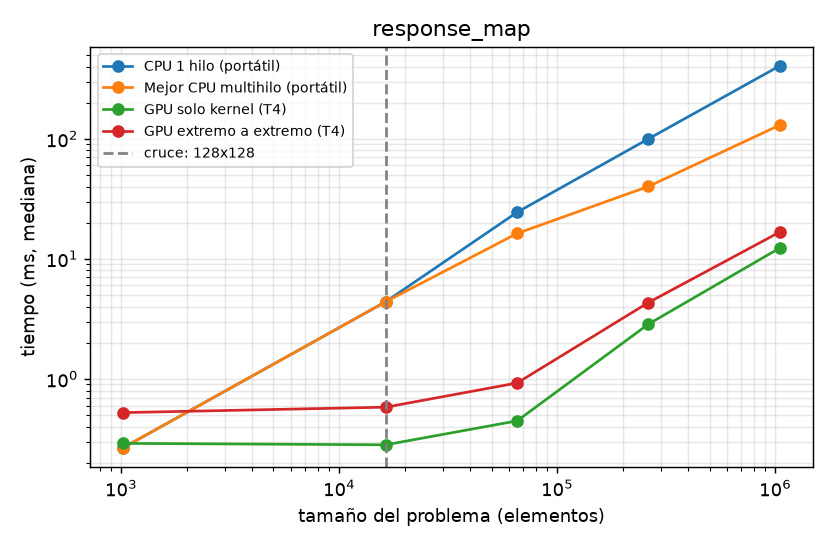 response_map
CPU 1 hilo (portátil)
Mejor CPU multihilo (portátil)
GPU solo kernel (T4)
GPU extremo a extremo (T4)
cruce: 128x128
tiempo (ms, mediana)
10²
10¹
10⁰
10³
10⁴
10⁵
10⁶
tamaño del problema (elementos)